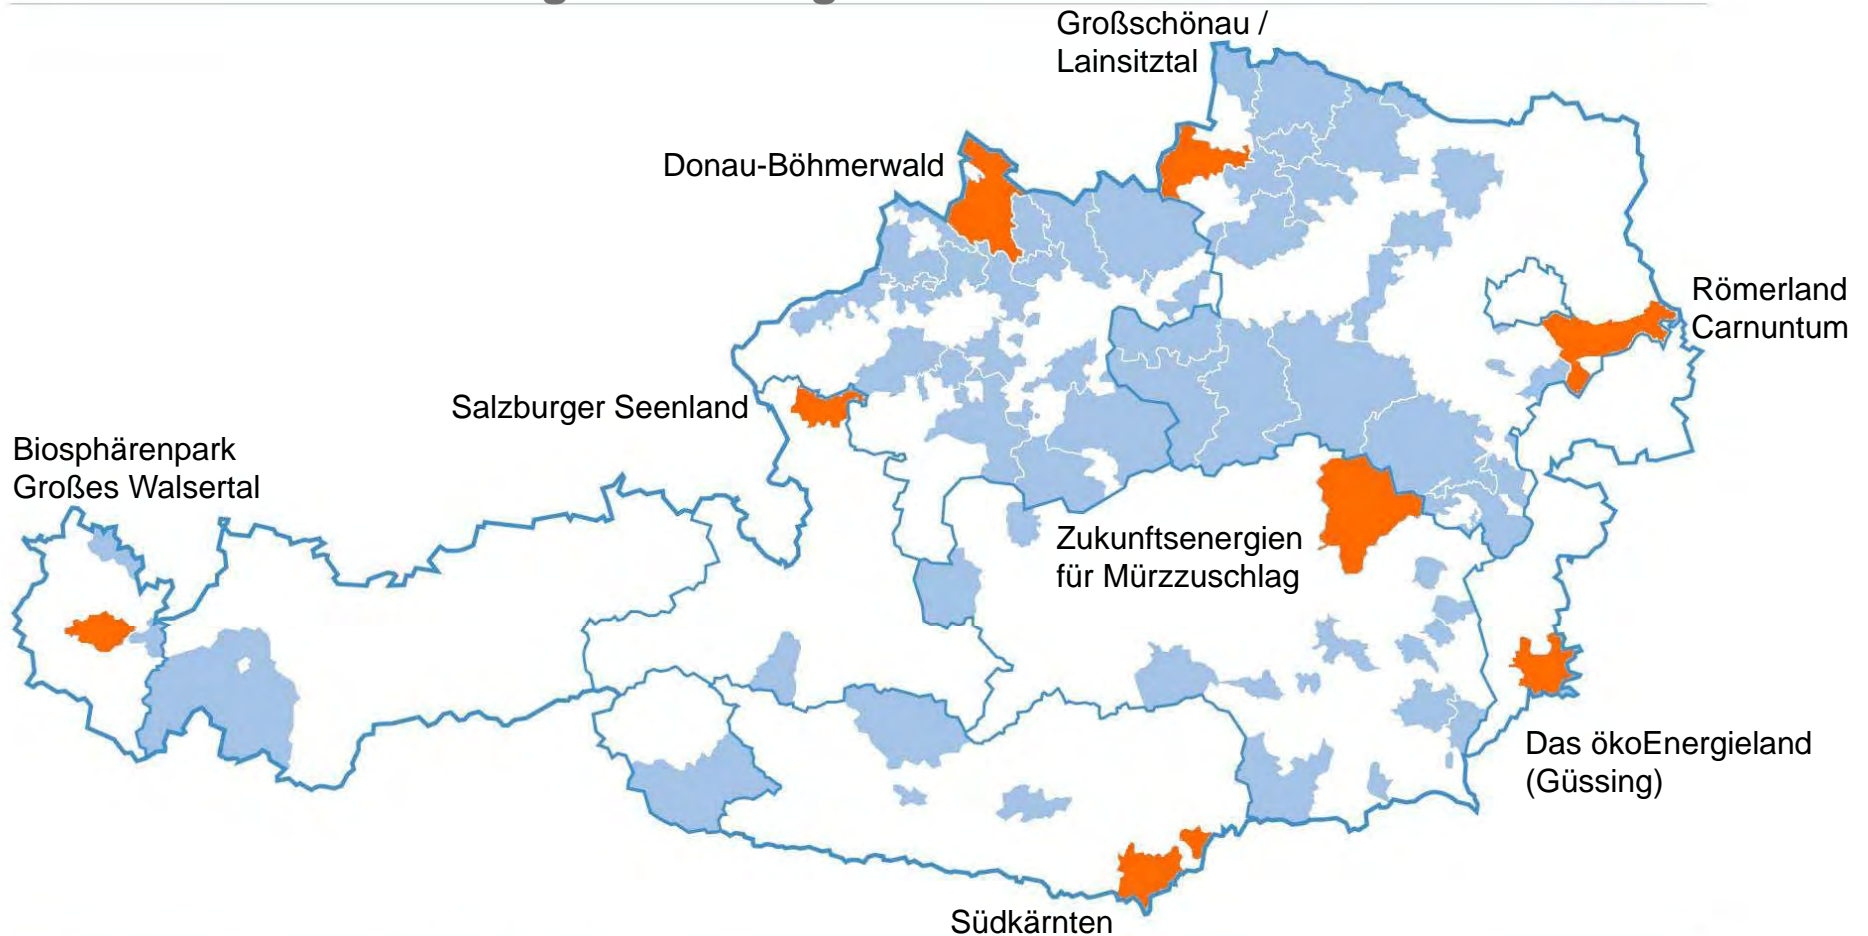 Großschönau /
Lainsitztal
Donau-Böhmerwald
Römerland
Carnuntum
Salzburger Seenland
Biosphärenpark
Großes Walsertal
Zukunftsenergien
für Mürzzuschlag
Das ökoEnergieland
(Güssing)
Südkärnten